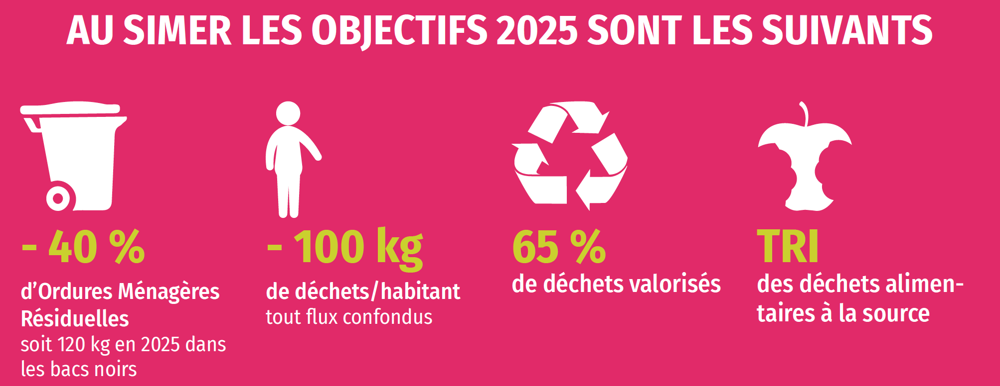 AU SIMER LES OBJECTIFS 2025 SONT LES SUIVANTS
- 40 %
d'Ordures Ménagères
Résiduelles
soit 120 kg en 2025 dans
les bacs noirs
- 100 kg
de déchets/habitant
tout flux confondus
65 %
de déchets valorisés
TRI
des déchets alimen-
taires à la source